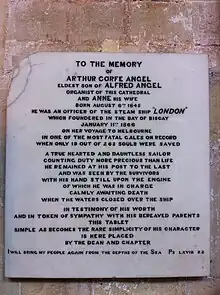 TO THE MEMORY
OF
ARTHUR CORFE ANGEL
ELDEST SON OF ALFRED ANGEL
ORGANIST OF THIS CATHEDRAL
AND ANNE HIS WIFE
BORN AUGUST 6TH 1845
HE WAS AN OFFICER OF THE STEAM SHIP "LONDON"
WHICH FOUNDERED IN THE BAY OF BISCAY
JANUARY 11TH 1866
ON HER VOYAGE TO MELBOURNE
IN ONE OF THE MOST FATAL GALES ON RECORD
WHEN ONLY 19 OUT OF SOULS WERE SAVED
A TRUE HEARTED AND DAUNTLESS SAILOR
COUNTING DUTY MORE PRECIOUS THAN LIFE
HE REMAINED AT HIS POST TO THE LAST
AND WAS SEEN BY THE SURVIVORS
WITH HIS HAND STILL UPON THE ENGINE
OF WHICH HE WAS IN CHARGE
CALMLY AWAITING DEATH
WHEN THE WATERS CLOSED OVER THE SHIP
IN TESTIMONY OF HIS WORTH
AND IN TOKEN OF SYMPATHY WITH HIS BEREAVED PARENTS
THIS TABLET
SIMPLE AS BECOMES THE RARE SIMPLICITY OF HIS CHARACTER
IS HERE PLACED
BY THE DEAN AND CHAPTER
I WILL BRING MY PEOPLE AGAIN FROM THE DEPTHS OF THE SEA PS LXVIII 22